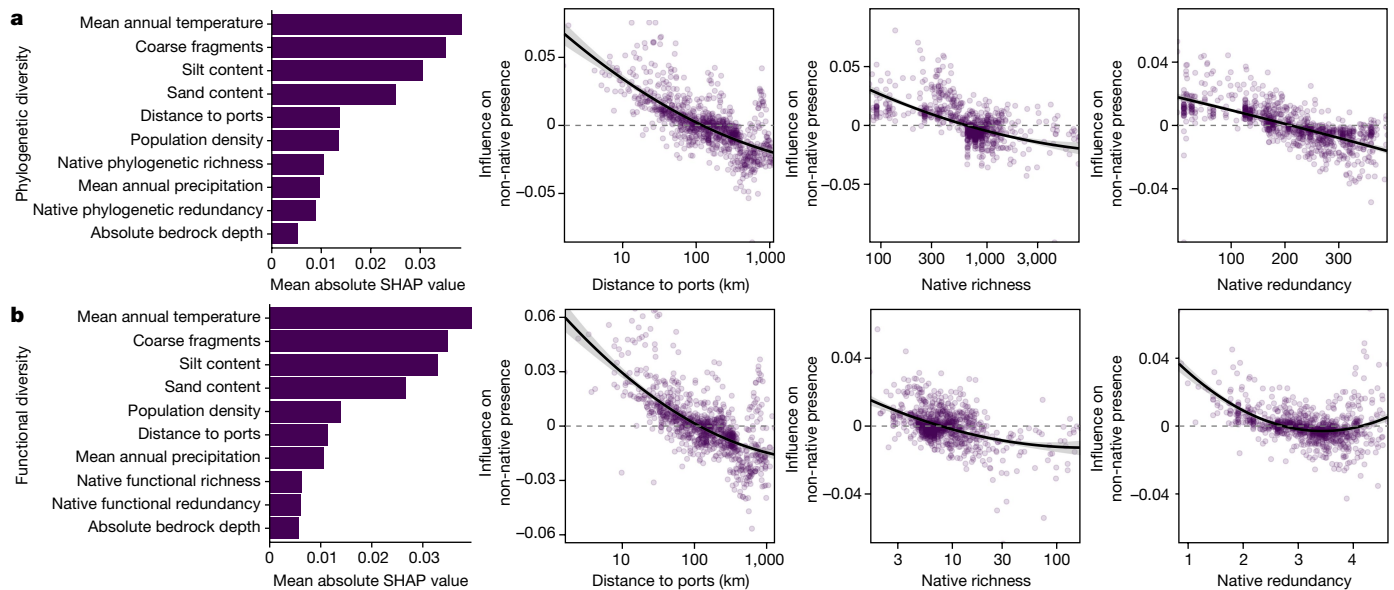 a
Phylogenetic diversity
Mean annual temperature
Coarse fragments
Silt content
Sand content
Distance to ports
Population density
Native phylogenetic richness
Mean annual precipitation
Native phylogenetic redundancy
Absolute bedrock depth
0 0.01 0.02 0.03
Mean absolute SHAP value
Influence on
non-native presence
0.05
0
−0.05
10 100 1,000
Distance to ports (km)
Influence on
non-native presence
0.05
0
−0.05
100 300 1,000 3,000
Native richness
Influence on
non-native presence
0.04
0
−0.04
100 200 300
Native redundancy
b
Functional diversity
Mean annual temperature
Coarse fragments
Silt content
Sand content
Population density
Distance to ports
Mean annual precipitation
Native functional richness
Native functional redundancy
Absolute bedrock depth
0 0.01 0.02 0.03
Mean absolute SHAP value
Influence on
non-native presence
0.06
0.03
0
−0.03
−0.06
10 100 1,000
Distance to ports (km)
Influence on
non-native presence
0.04
0
−0.04
3 10 30 100
Native richness
Influence on
non-native presence
0.04
0
−0.04
1 2 3 4
Native redundancy